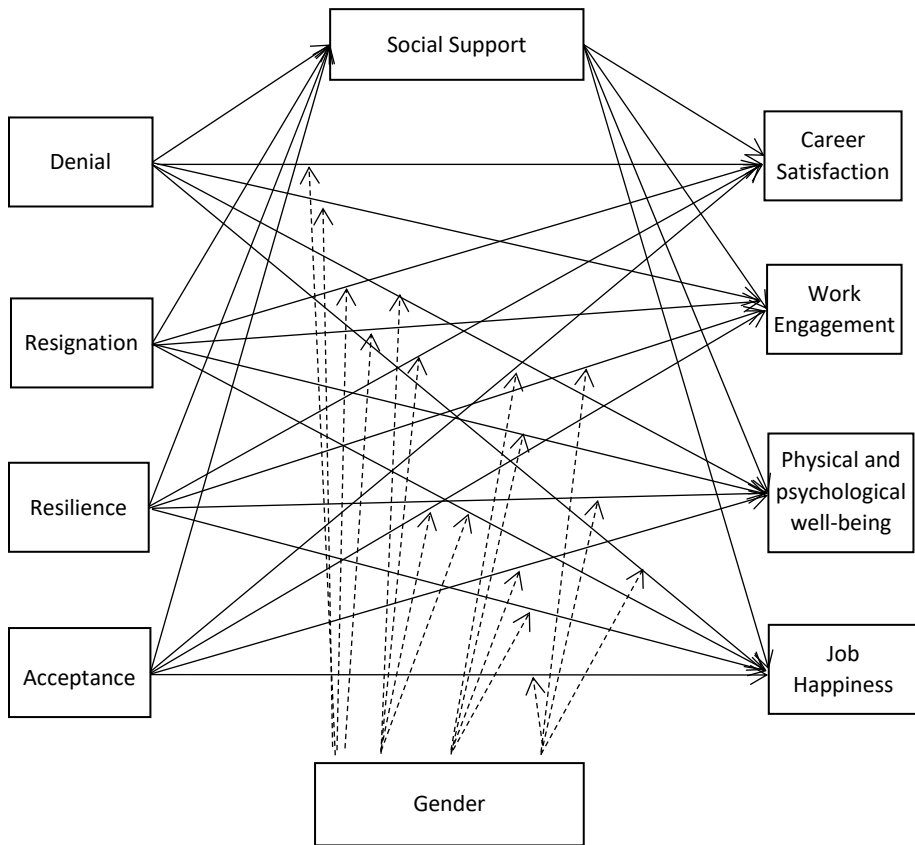 Social Support
Denial
Career
Satisfaction
Resignation
Work
Engagement
Resilience
Physical and
psychological
well-being
Acceptance
Job
Happiness
Gender